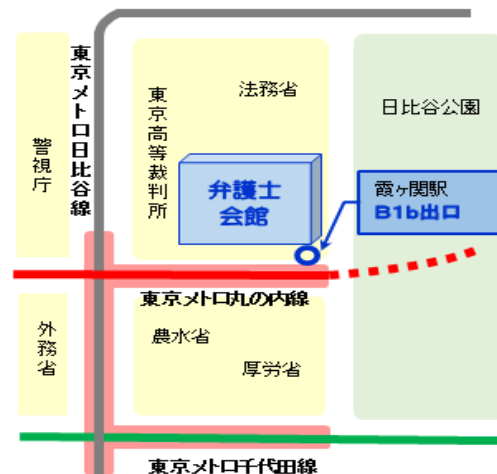 東京メトロ日比谷線
警視庁
東京高等裁判所
法務省
日比谷公園
弁護士
会館
霞ヶ関駅
B1b出口
東京メトロ丸の内線
外務省
農水省
厚労省
東京メトロ千代田線